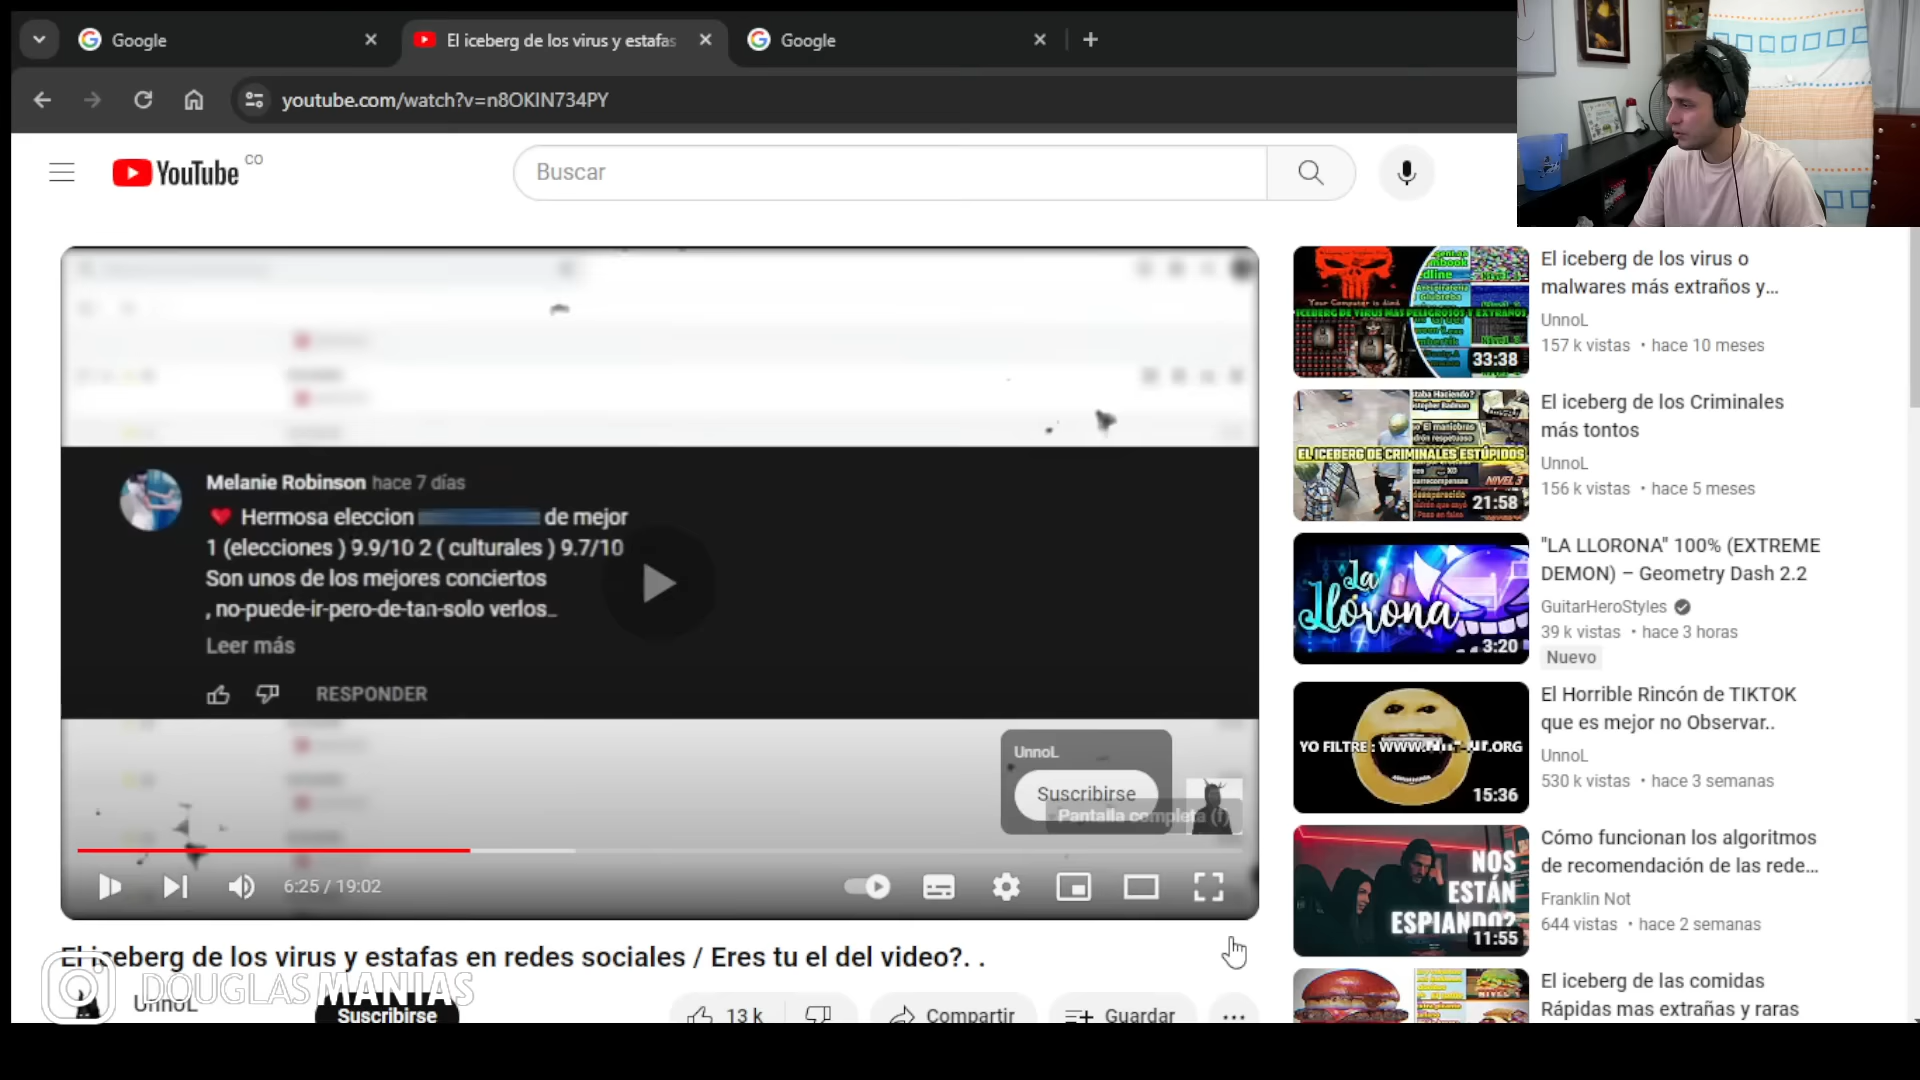 Google
El iceberg de los virus y estafas
Google
youtube.com/watch?v=n8OKIN734PY
YouTube CO
Buscar
Melanie Robinson hace 7 días
Hermosa eleccion de mejor
1 (elecciones ) 9.9/10 2 ( culturales ) 9.7/10
Son unos de los mejores conciertos
, no-puede-ir-pero-de-tan-solo verlos..
Leer más
RESPONDER
UnnoL
Suscribirse
Pantalla completa (f)
6:25 / 19:02
El iceberg de los virus y estafas en redes sociales / Eres tu el del video?. .
DOUGLASMANIAS
UnnoL
Suscribirse
13 k
Compartir
Guardar
Your Computer is dead
ICEBERG DE VIRUS MAS PELIGROSOS Y EXTRAÑOS
33:38
El iceberg de los virus o
malwares más extraños y...
UnnoL
157 k vistas • hace 10 meses
EL ICEBERG DE CRIMINALES ESTÚPIDOS
NIVEL 3
21:58
El iceberg de los Criminales
más tontos
UnnoL
156 k vistas • hace 5 meses
La
Llorona
3:20
"LA LLORONA" 100% (EXTREME
DEMON) – Geometry Dash 2.2
GuitarHeroStyles
39 k vistas • hace 3 horas
Nuevo
YO FILTRE : WWW. .ORG
15:36
El Horrible Rincón de TIKTOK
que es mejor no Observar..
UnnoL
530 k vistas • hace 3 semanas
NOS
ESTÁN
ESPIANDO?
11:55
Cómo funcionan los algoritmos
de recomendación de las rede...
Franklin Not
644 vistas • hace 2 semanas
El iceberg de las comidas
Rápidas mas extrañas y raras